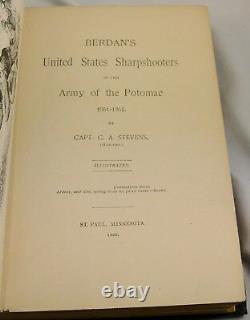 BERDAN'S
United States Sharpshooters
IN THE
Army of the Potomac
1861-1865.
BY
CAPT. C. A. STEVENS,
(Historian.)
ILLUSTRATED.
ST. PAUL, MINNESOTA.
1892.